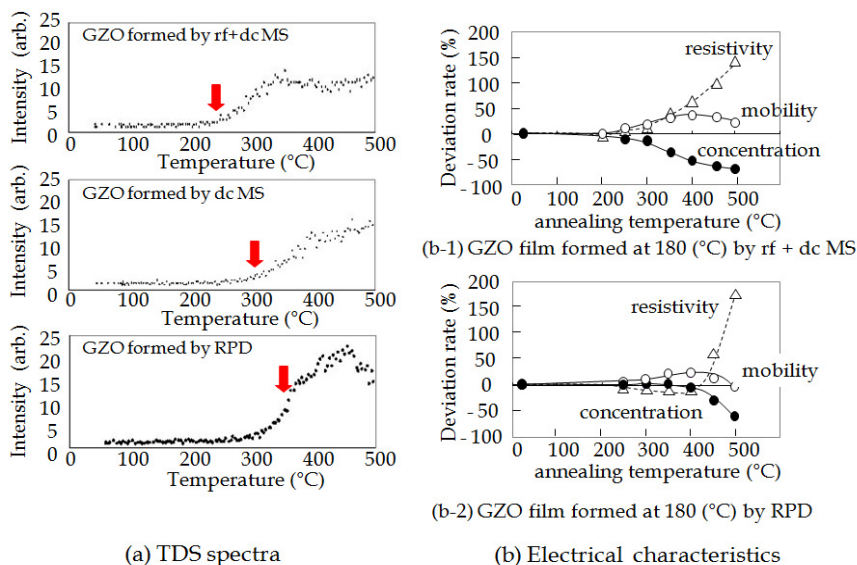 GZO formed by rf+dc MS
Intensity (arb.)
25
20
15
10
5
0
0 100 200 300 400 500
Temperature (°C)
GZO formed by dc MS
Intensity (arb.)
25
20
15
10
5
0
0 100 200 300 400 500
Temperature (°C)
GZO formed by RPD
Intensity (arb.)
25
20
15
10
5
0
0 100 200 300 400 500
Temperature (°C)
(a) TDS spectra
Deviation rate (%)
200
150
100
50
0
- 50
- 100
resistivity
mobility
concentration
0 100 200 300 400 500
annealing temperature (°C)
(b-1) GZO film formed at 180 (°C) by rf + dc MS
Deviation rate (%)
200
150
100
50
0
- 50
- 100
resistivity
mobility
concentration
0 100 200 300 400 500
annealing temperature (°C)
(b-2) GZO film formed at 180 (°C) by RPD
(b) Electrical characteristics